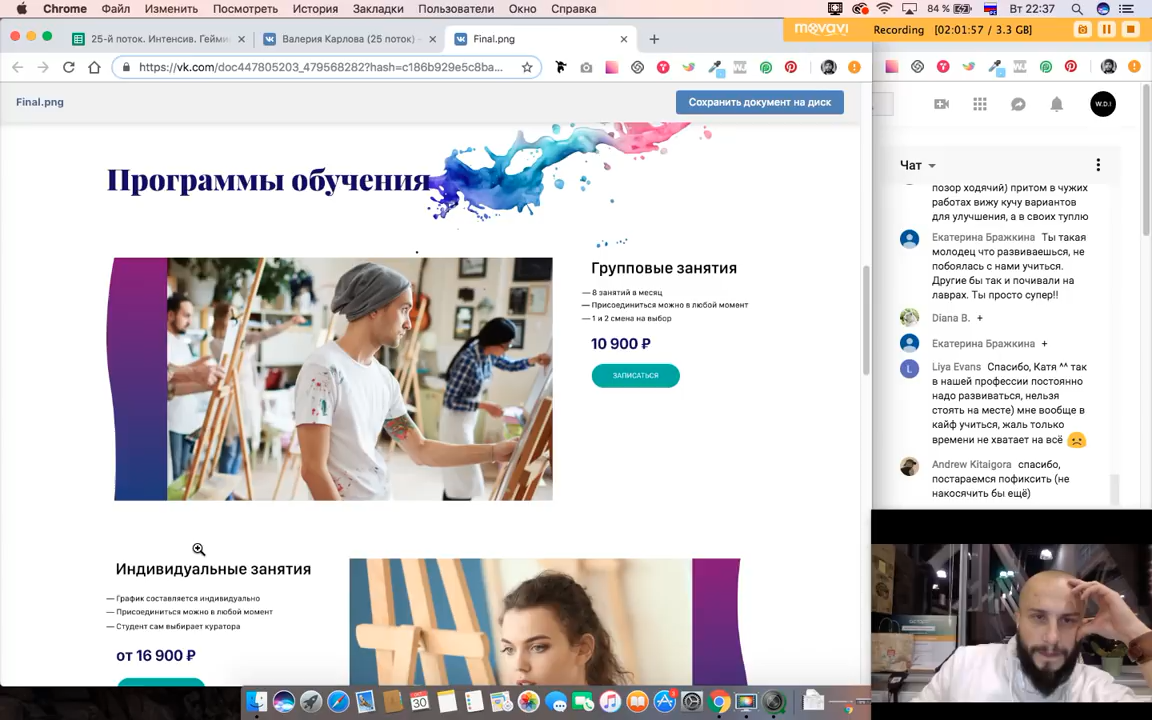 Chrome Файл Изменить Посмотреть История Закладки Пользователи Окно Справка
84 % Вт 22:37
movavi Recording [02:01:57 / 3.3 GB]
25-й поток. Интенсив. Гейми
Валерия Карлова (25 поток) -
Final.png
https://vk.com/doc447805203_479568282?hash=c186b929e5c8ba...
Final.png
Сохранить документ на диск
W.D.I
Программы обучения
Групповые занятия
— 8 занятий в месяц
— Присоединиться можно в любой момент
— 1 и 2 смена на выбор
10 900 ₽
ЗАПИСАТЬСЯ
Индивидуальные занятия
— График составляется индивидуально
— Присоединиться можно в любой момент
— Студент сам выбирает куратора
от 16 900 ₽
Чат
позор ходячий) притом в чужих
работах вижу кучу вариантов
для улучшения, а в своих туплю
Екатерина Бражкина Ты такая
молодец что развиваешься, не
побоялась с нами учиться.
Другие бы так и почивали на
лаврах. Ты просто супер!!
Diana B. +
Екатерина Бражкина +
Liya Evans Спасибо, Катя ^^ так
в нашей профессии постоянно
надо развиваться, нельзя
стоять на месте) мне вообще в
кайф учиться, жаль только
времени не хватает на всё
Andrew Kitaigora спасибо,
постараемся пофиксить (не
накосячить бы ещё)
30